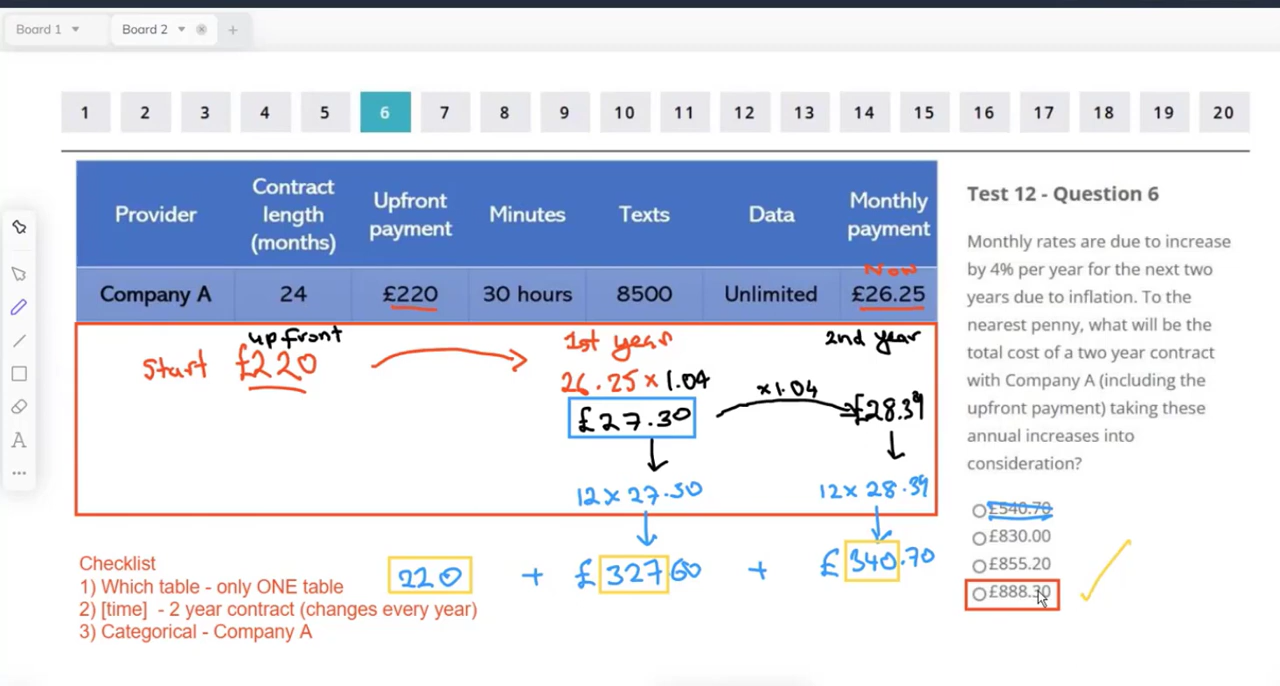 Board 1
Board 2
1 2 3 4 5 6 7 8 9 10 11 12 13 14 15 16 17 18 19 20
Provider
Contract length (months)
Upfront payment
Minutes
Texts
Data
Monthly payment
Now
Company A 24 £220 30 hours 8500 Unlimited £26.25
upfront
Start £220
1st year
26.25 x 1.04
£27.30
x1.04
2nd year
£28.39
12 x 27.30
12 x 28.39
220 + £327.60 + £340.70
Checklist
1) Which table - only ONE table
2) [time] - 2 year contract (changes every year)
3) Categorical - Company A
Test 12 - Question 6
Monthly rates are due to increase
by 4% per year for the next two
years due to inflation. To the
nearest penny, what will be the
total cost of a two year contract
with Company A (including the
upfront payment) taking these
annual increases into
consideration?
£540.70
£830.00
£855.20
£888.30
A